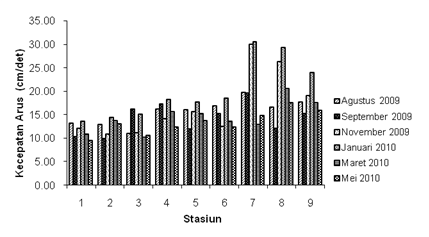 Kecepatan Arus (cm/det)
35.00
30.00
25.00
20.00
15.00
10.00
5.00
0.00
1 2 3 4 5 6 7 8 9
Stasiun
Agustus 2009
September 2009
November 2009
Januari 2010
Maret 2010
Mei 2010